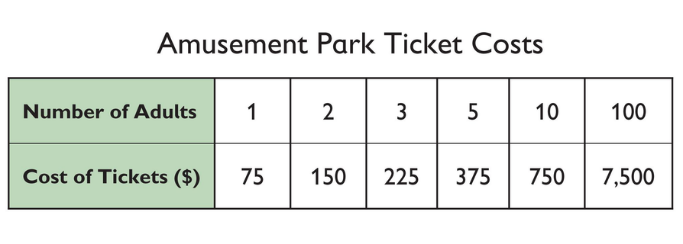 Amusement Park Ticket Costs
Number of Adults 1 2 3 5 10 100
Cost of Tickets ($) 75 150 225 375 750 7,500